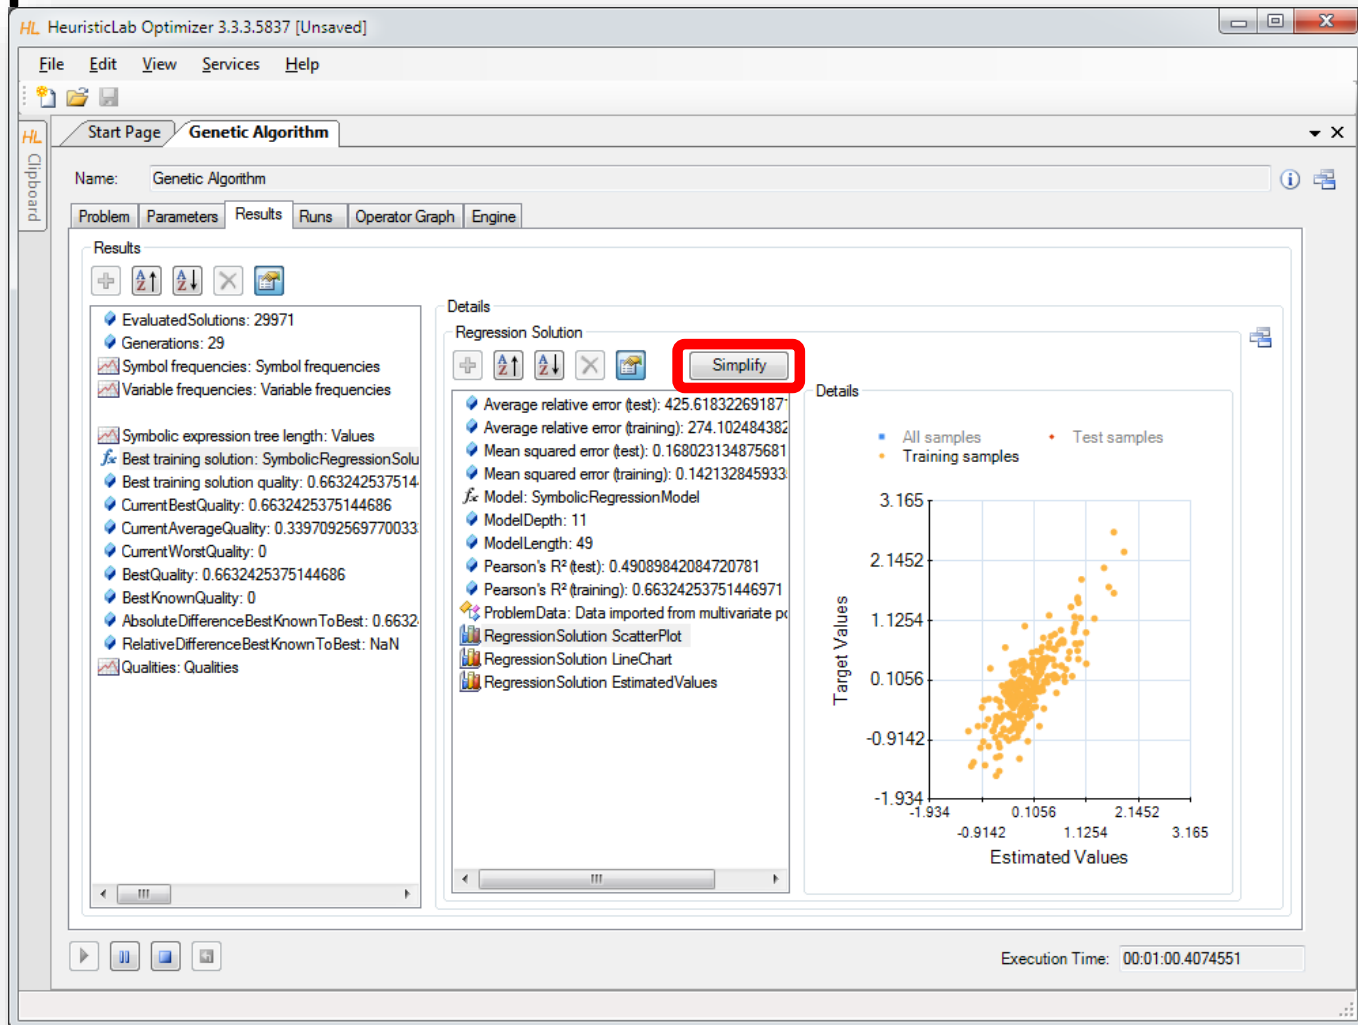 HL HeuristicLab Optimizer 3.3.3.5837 [Unsaved]
File Edit View Services Help
HL Clipboard
Start Page Genetic Algorithm
Name: Genetic Algorithm
Problem Parameters Results Runs Operator Graph Engine
Results
EvaluatedSolutions: 29971
Generations: 29
Symbol frequencies: Symbol frequencies
Variable frequencies: Variable frequencies
Symbolic expression tree length: Values
Best training solution: SymbolicRegressionSolu
Best training solution quality: 0.663242537514
CurrentBestQuality: 0.6632425375144686
CurrentAverageQuality: 0.3397092569770033
CurrentWorstQuality: 0
BestQuality: 0.6632425375144686
BestKnownQuality: 0
AbsoluteDifferenceBestKnownToBest: 0.6632
RelativeDifferenceBestKnownToBest: NaN
Qualities: Qualities
Details
Regression Solution
Simplify
Average relative error (test): 425.61832269187
Average relative error (training): 274.102484382
Mean squared error (test): 0.168023134875681
Mean squared error (training): 0.142132845933
Model: SymbolicRegressionModel
ModelDepth: 11
ModelLength: 49
Pearson's R² (test): 0.49089842084720781
Pearson's R² (training): 0.66324253751446971
ProblemData: Data imported from multivariate po
RegressionSolution ScatterPlot
RegressionSolution LineChart
RegressionSolution EstimatedValues
Details
All samples Test samples
Training samples
3.165
2.1452
1.1254
0.1056
-0.9142
-1.934
Target Values
-1.934 0.1056 2.1452
-0.9142 1.1254 3.165
Estimated Values
Execution Time: 00:01:00.4074551